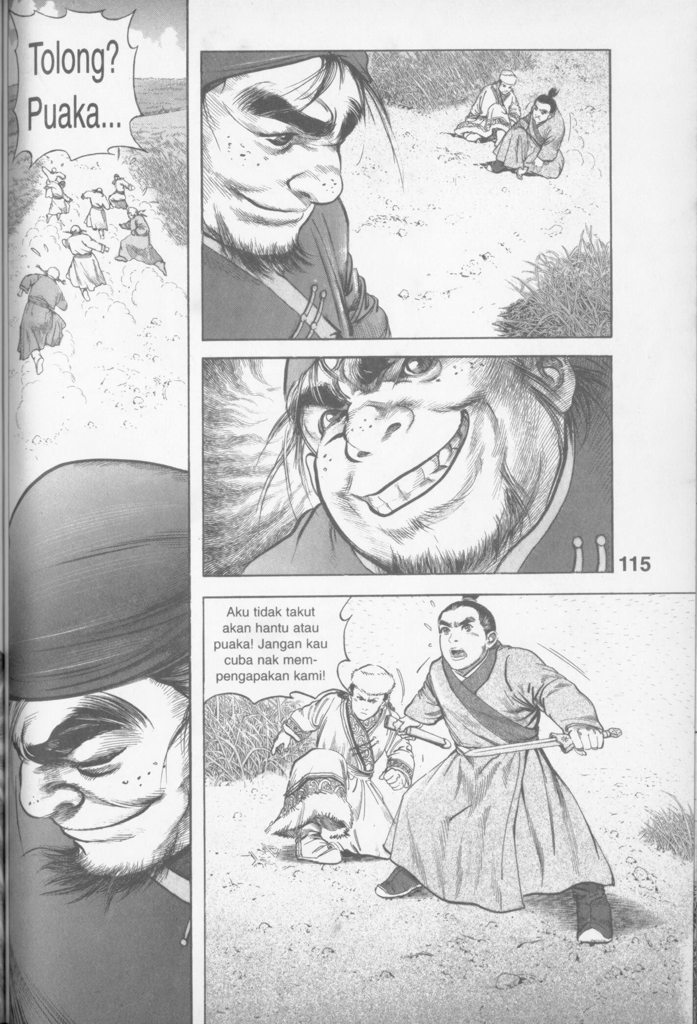 Tolong?
Puaka...
115
Aku tidak takut
akan hantu atau
puaka! Jangan kau
cuba nak mem-
pengapakan kami!